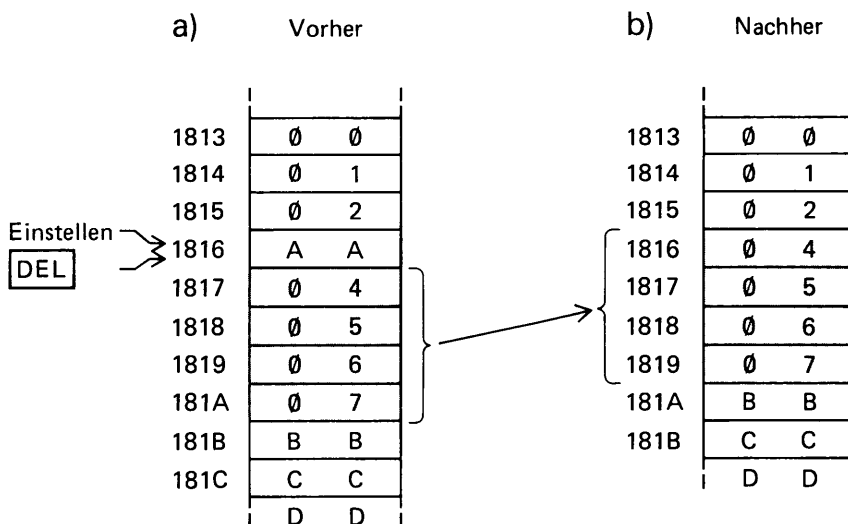 a) Vorher
1813 Ø Ø
1814 Ø 1
1815 Ø 2
Einstellen
1816 A A
DEL
1817 Ø 4
1818 Ø 5
1819 Ø 6
181A Ø 7
181B B B
181C C C
D D
b) Nachher
1813 Ø Ø
1814 Ø 1
1815 Ø 2
1816 Ø 4
1817 Ø 5
1818 Ø 6
1819 Ø 7
181A B B
181B C C
D D